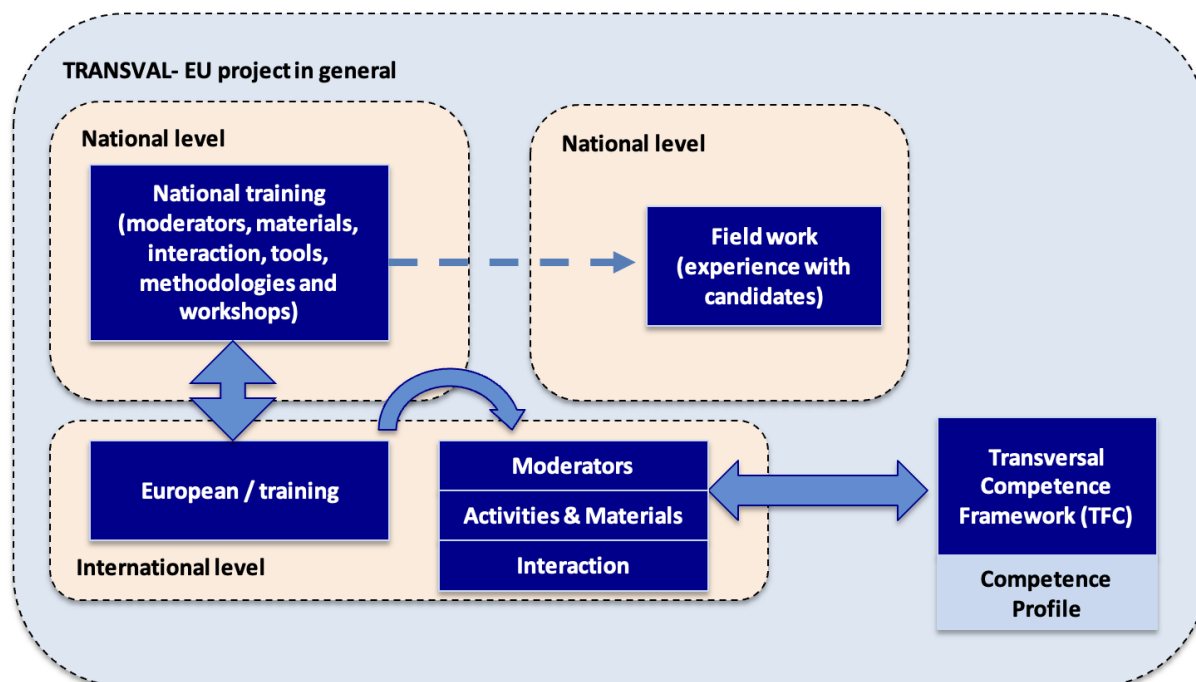 TRANSVAL- EU project in general
National level
National training
(moderators, materials,
interaction, tools,
methodologies and
workshops)
National level
Field work
(experience with
candidates)
European / training
International level
Moderators
Activities & Materials
Interaction
Transversal
Competence
Framework (TFC)
Competence
Profile